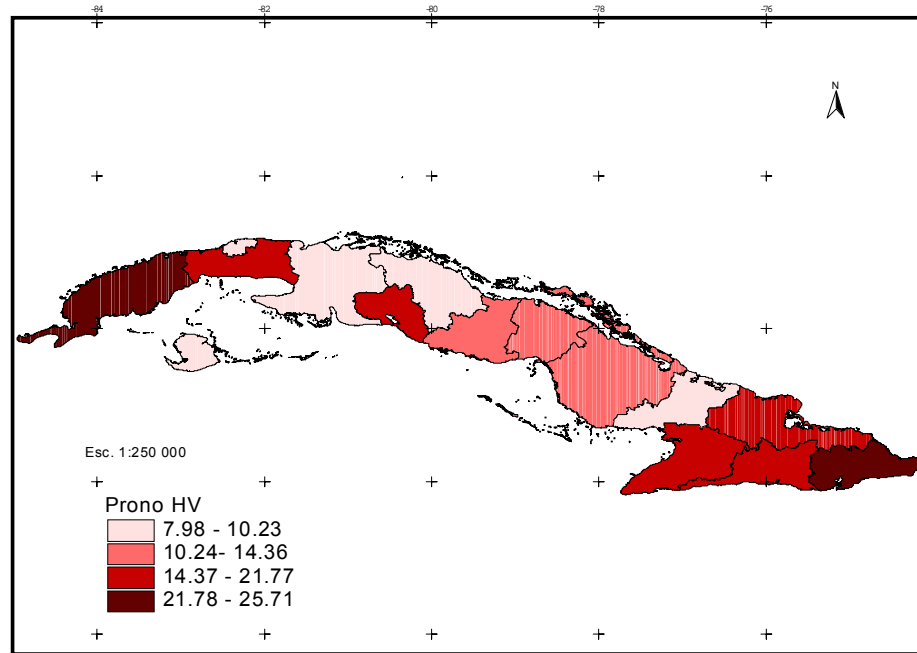 -84 -82 -80 -78 -76
N
Esc. 1:250 000
Prono HV
7.98 - 10.23
10.24- 14.36
14.37 - 21.77
21.78 - 25.71